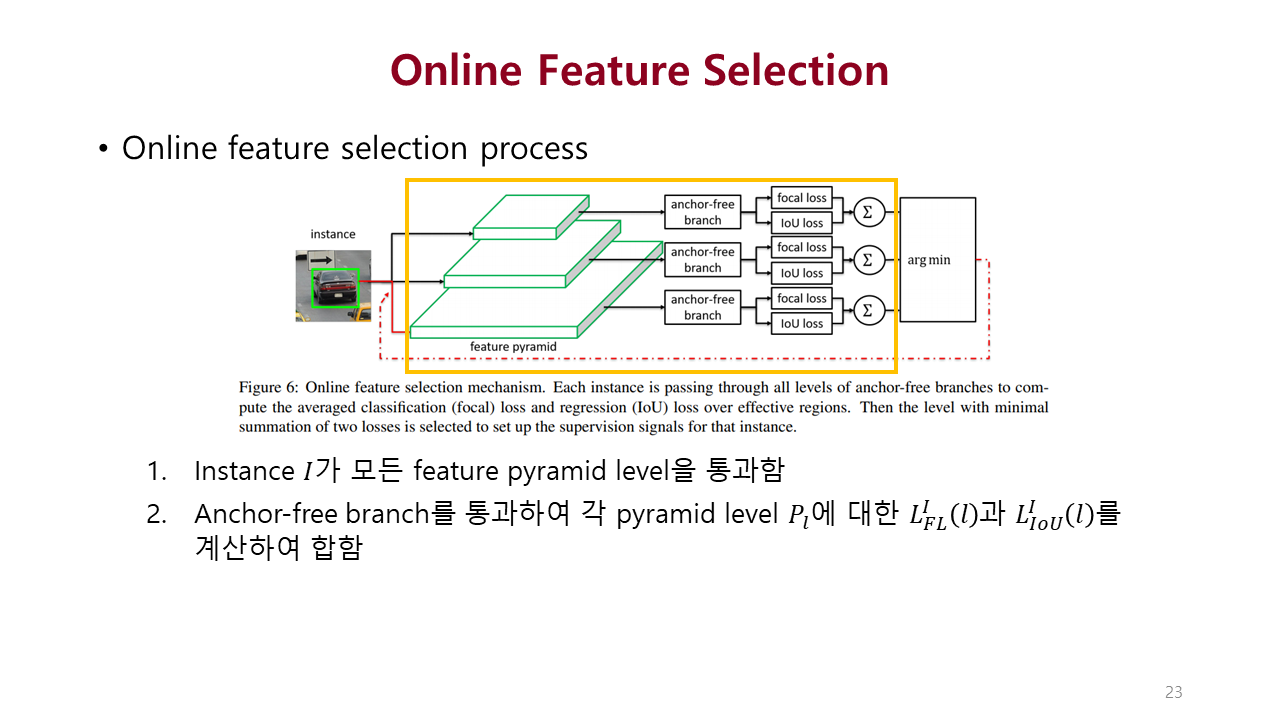 Online Feature Selection
• Online feature selection process
instance
feature pyramid
anchor-free
branch
focal loss
IoU loss
Σ
anchor-free
branch
focal loss
IoU loss
Σ
anchor-free
branch
focal loss
IoU loss
Σ
arg min
Figure 6: Online feature selection mechanism. Each instance is passing through all levels of anchor-free branches to com-
pute the averaged classification (focal) loss and regression (IoU) loss over effective regions. Then the level with minimal
summation of two losses is selected to set up the supervision signals for that instance.
1. Instance 𝐼가 모든 feature pyramid level을 통과함
2. Anchor-free branch를 통과하여 각 pyramid level $P_l$에 대한 $L_{FL}^{I}(l)$과 $L_{IoU}^{I}(l)$를
계산하여 합함
23